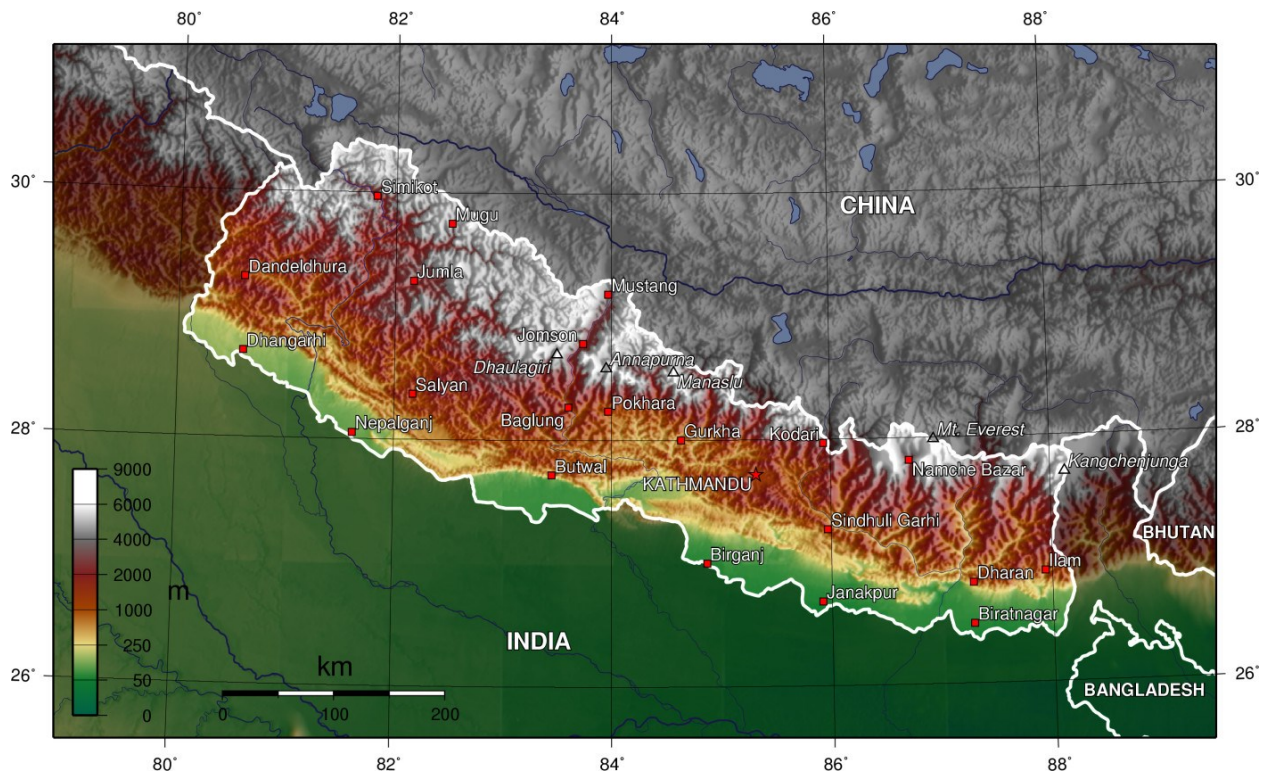 80˚ 82˚ 84˚ 86˚ 88˚
30˚ 30˚
CHINA
Simikot
Mugu
Dandeldhura
Jumla
Mustang
Dhangarhi
Jomson
Dhaulagiri
Annapurna
Manaslu
Salyan
Baglung
Pokhara
28˚ 28˚
Nepalganj
Gurkha
Kodari
Mt. Everest
Namche Bazar
Kangchenjunga
Butwal
KATHMANDU
Sindhuli Garhi
BHUTAN
Birganj
Dharan
Ilam
Janakpur
Biratnagar
INDIA
BANGLADESH
9000
6000
4000
2000
m
1000
250
50
0
km
0 100 200
26˚ 26˚
80˚ 82˚ 84˚ 86˚ 88˚